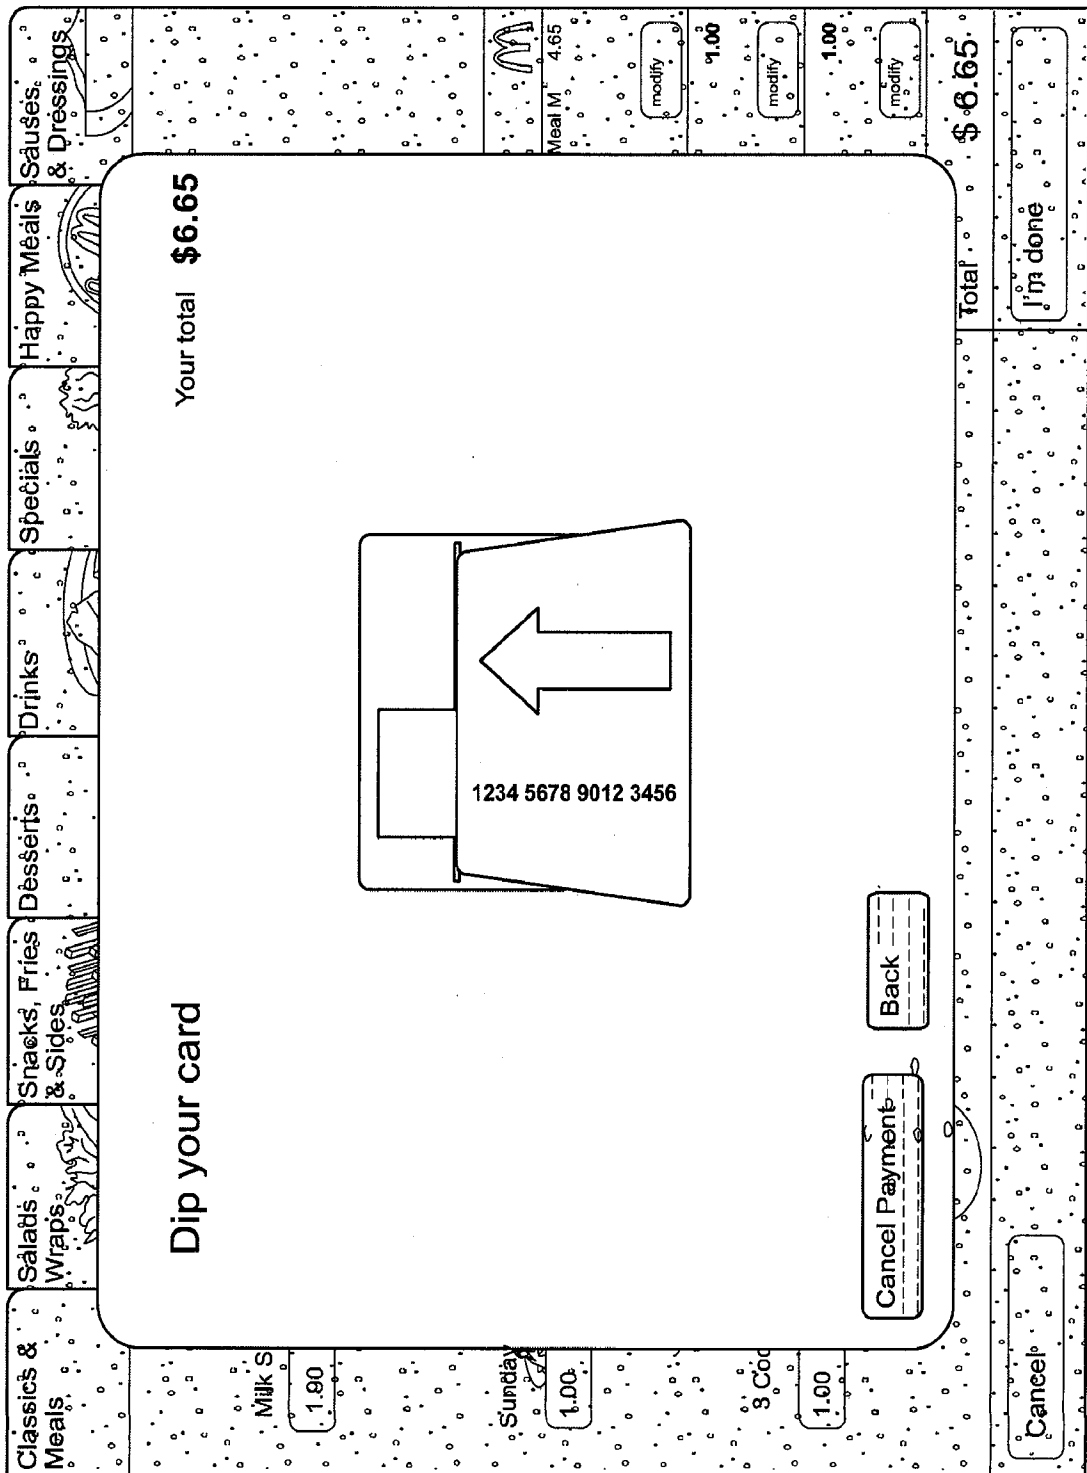 Classics &
Meals
Salads
Wraps
Snacks, Fries
& Sides
Desserts
Drinks
Specials
Happy Meals
Sauses,
& Dressings
Dip your card
Your total $6.65
1234 5678 9012 3456
Cancel Payment
Back
Milk S
1.90
Sunday
1.00
3 Coo
1.00
Meal M 4.65
modify
1.00
modify
1.00
modify
Total $ 6.65
Cancel
I'm done